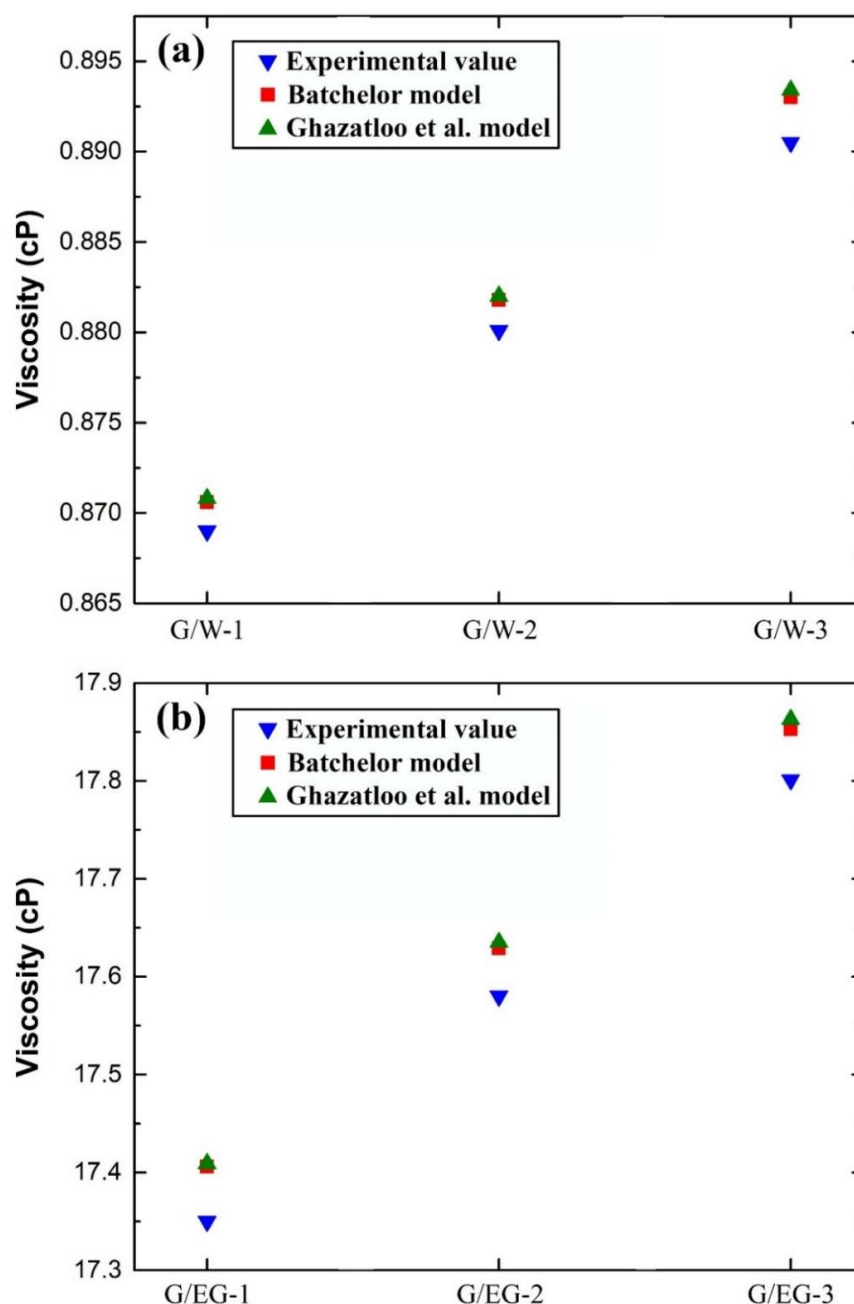 (a)
Experimental value
Batchelor model
Ghazatloo et al. model
Viscosity (cP)
0.895
0.890
0.885
0.880
0.875
0.870
0.865
G/W-1 G/W-2 G/W-3
(b)
Experimental value
Batchelor model
Ghazatloo et al. model
Viscosity (cP)
17.9
17.8
17.7
17.6
17.5
17.4
17.3
G/EG-1 G/EG-2 G/EG-3